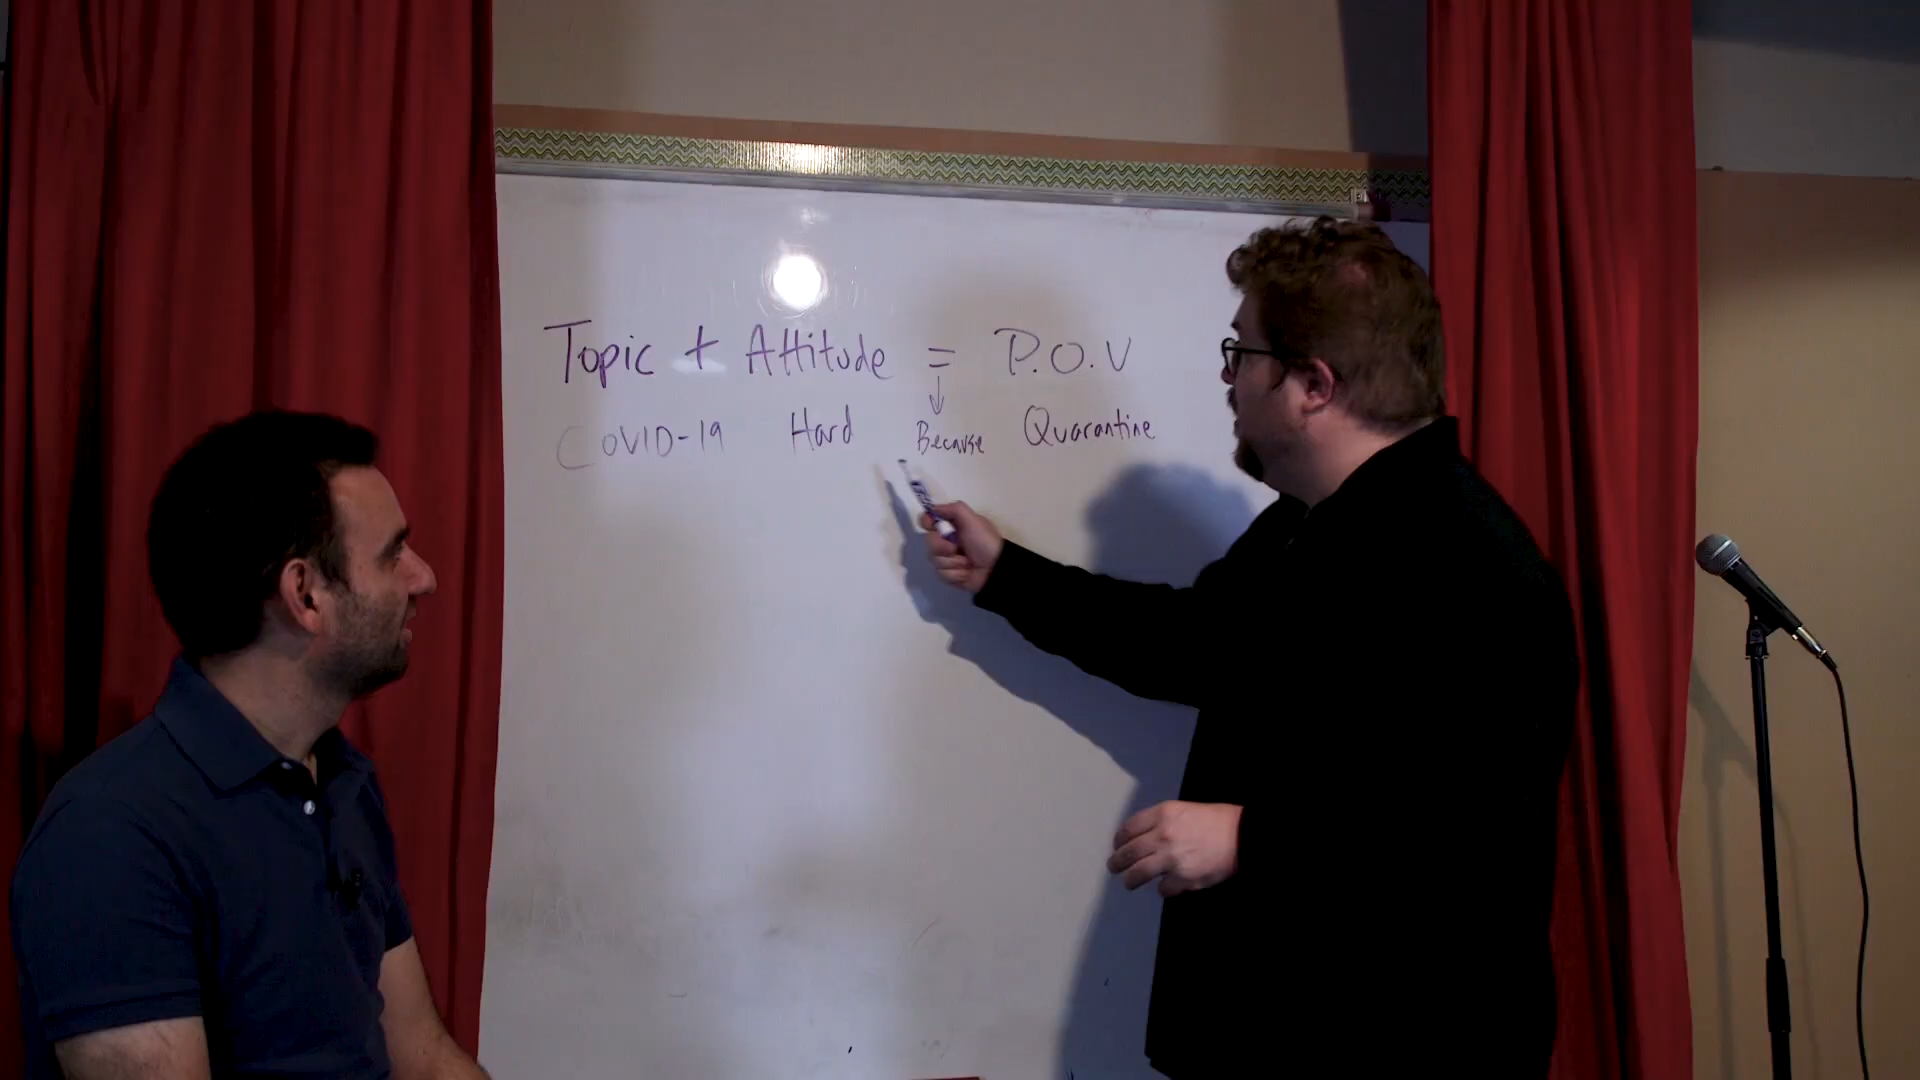 Topic + Attitude = P.O.V
↓
COVID-19 Hard Because Quarantine